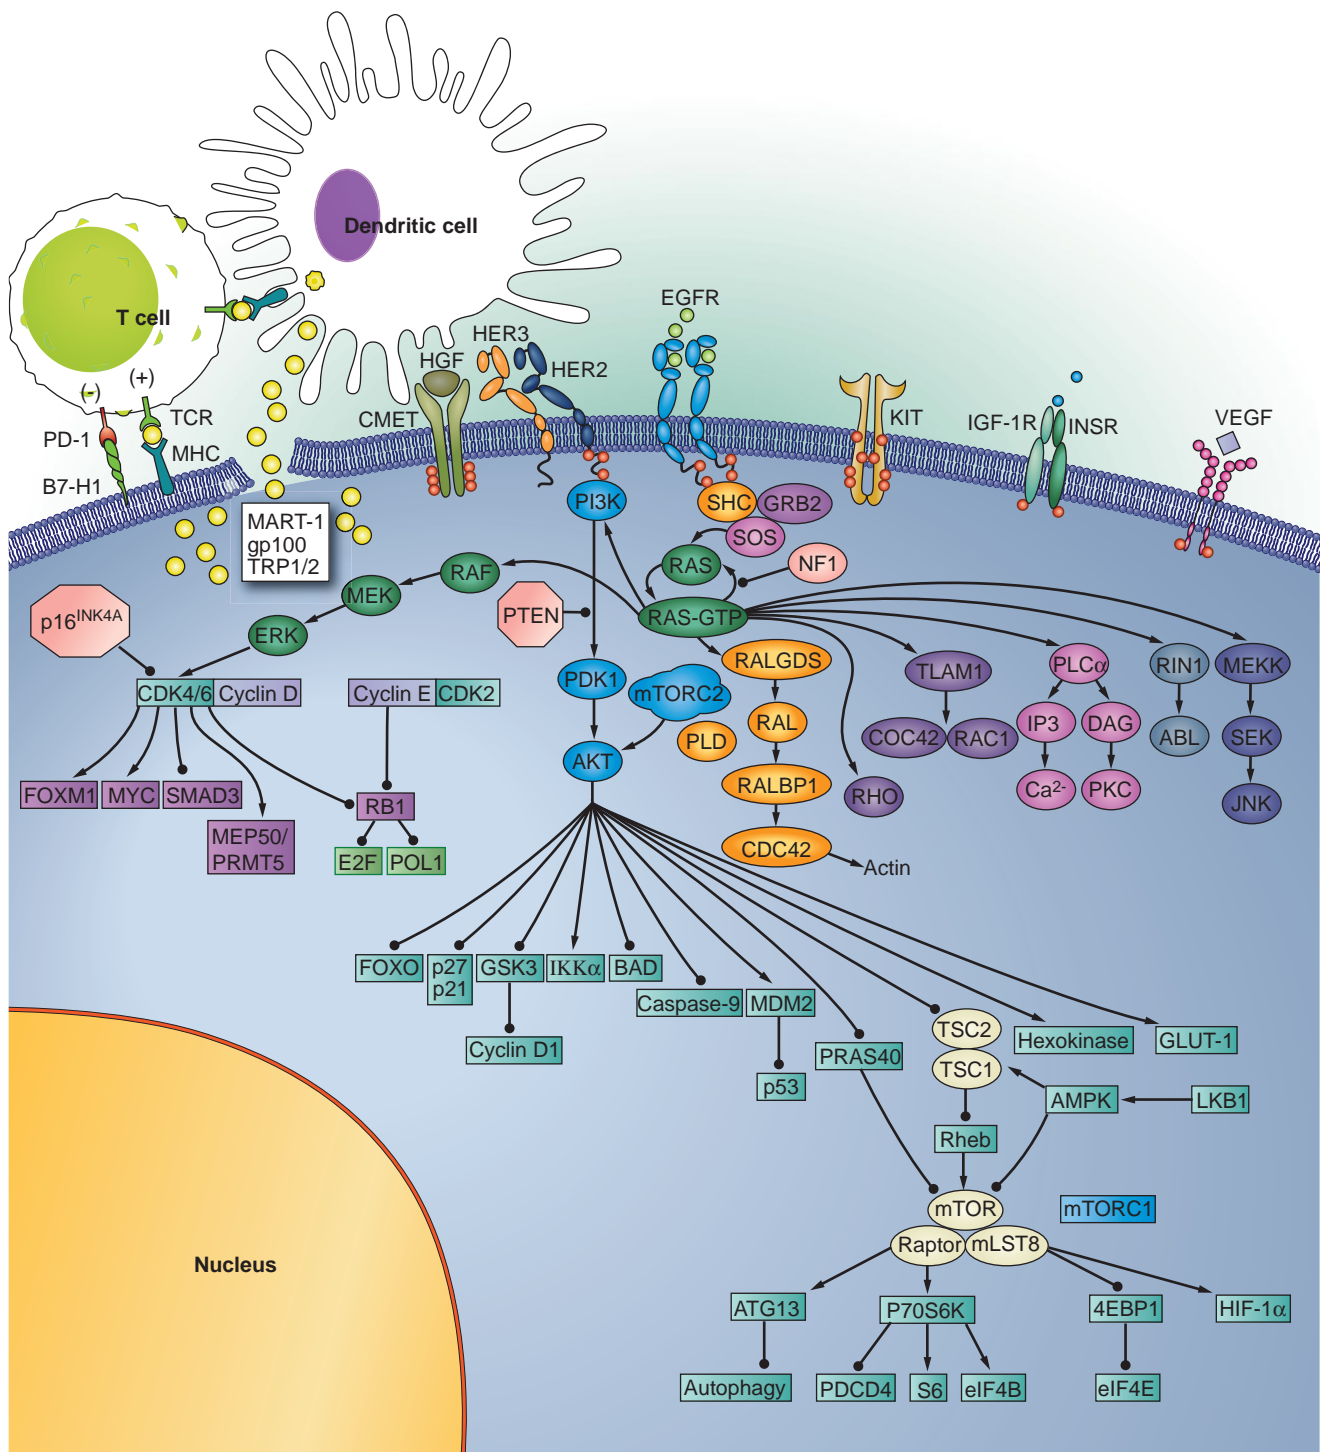 Dendritic cell
T cell
(-)
(+)
TCR
PD-1
MHC
B7-H1
MART-1
gp100
TRP1/2
HGF
CMET
HER3
HER2
EGFR
KIT
IGF-1R
INSR
VEGF
PI3K
SHC
GRB2
SOS
RAS
NF1
RAF
MEK
ERK
PTEN
RAS-GTP
p16INK4A
CDK4/6
Cyclin D
Cyclin E
CDK2
PDK1
mTORC2
PLD
AKT
RALGDS
RAL
RALBP1
CDC42
Actin
TLAM1
COC42
RAC1
RHO
PLCα
IP3
DAG
Ca2-
PKC
RIN1
ABL
MEKK
SEK
JNK
FOXM1
MYC
SMAD3
MEP50/
PRMT5
RB1
E2F
POL1
FOXO
p27
p21
GSK3
IKKα
BAD
Cyclin D1
Caspase-9
MDM2
p53
PRAS40
TSC2
TSC1
Hexokinase
GLUT-1
AMPK
LKB1
Rheb
mTOR
mTORC1
Raptor
mLST8
Nucleus
ATG13
P70S6K
4EBP1
HIF-1α
Autophagy
PDCD4
S6
eIF4B
eIF4E